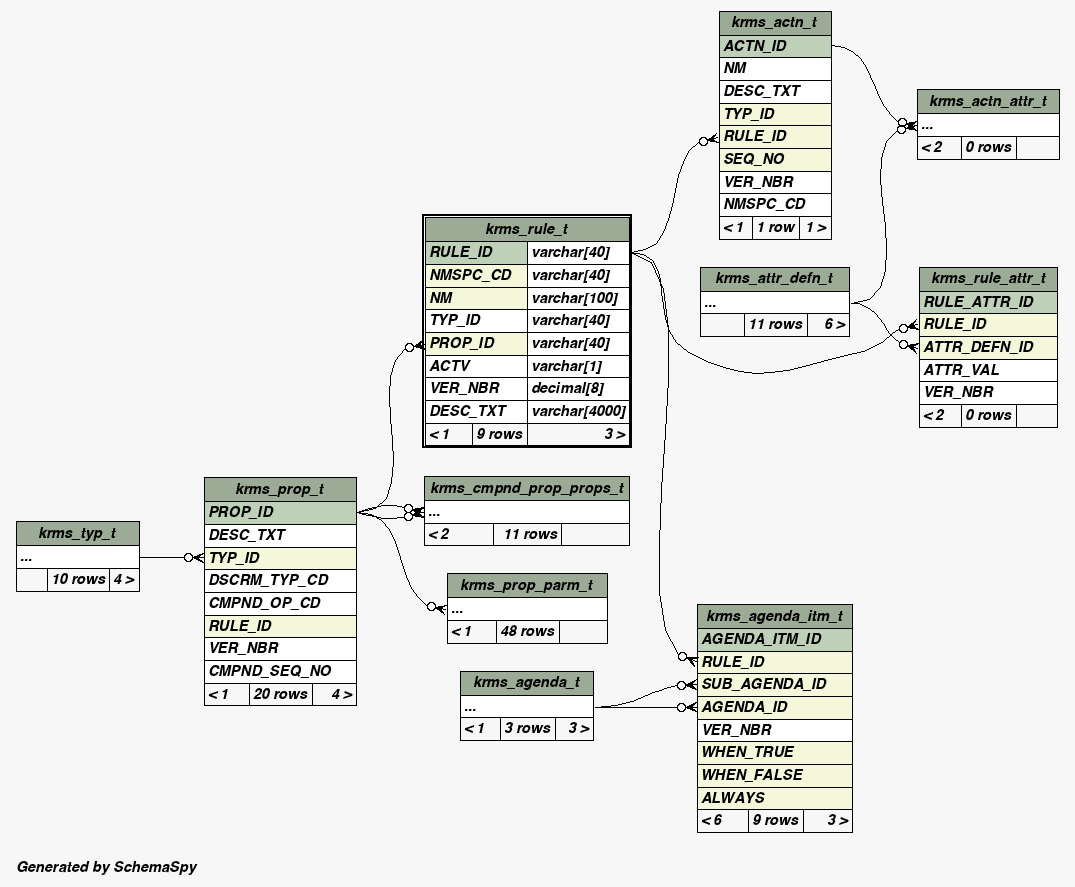 krms_actn_t
ACTN_ID
NM
DESC_TXT
TYP_ID
RULE_ID
SEQ_NO
VER_NBR
NMSPC_CD
< 1 1 row 1 >
krms_actn_attr_t
...
< 2 0 rows
krms_rule_t
RULE_ID varchar[40]
NMSPC_CD varchar[40]
NM varchar[100]
TYP_ID varchar[40]
PROP_ID varchar[40]
ACTV varchar[1]
VER_NBR decimal[8]
DESC_TXT varchar[4000]
< 1 9 rows 3 >
krms_attr_defn_t
...
11 rows 6 >
krms_rule_attr_t
RULE_ATTR_ID
RULE_ID
ATTR_DEFN_ID
ATTR_VAL
VER_NBR
< 2 0 rows
krms_typ_t
...
10 rows 4 >
krms_prop_t
PROP_ID
DESC_TXT
TYP_ID
DSCRM_TYP_CD
CMPND_OP_CD
RULE_ID
VER_NBR
CMPND_SEQ_NO
< 1 20 rows 4 >
krms_cmpnd_prop_props_t
...
< 2 11 rows
krms_prop_parm_t
...
< 1 48 rows
krms_agenda_t
...
< 1 3 rows 3 >
krms_agenda_itm_t
AGENDA_ITM_ID
RULE_ID
SUB_AGENDA_ID
AGENDA_ID
VER_NBR
WHEN_TRUE
WHEN_FALSE
ALWAYS
< 6 9 rows 3 >
Generated by SchemaSpy